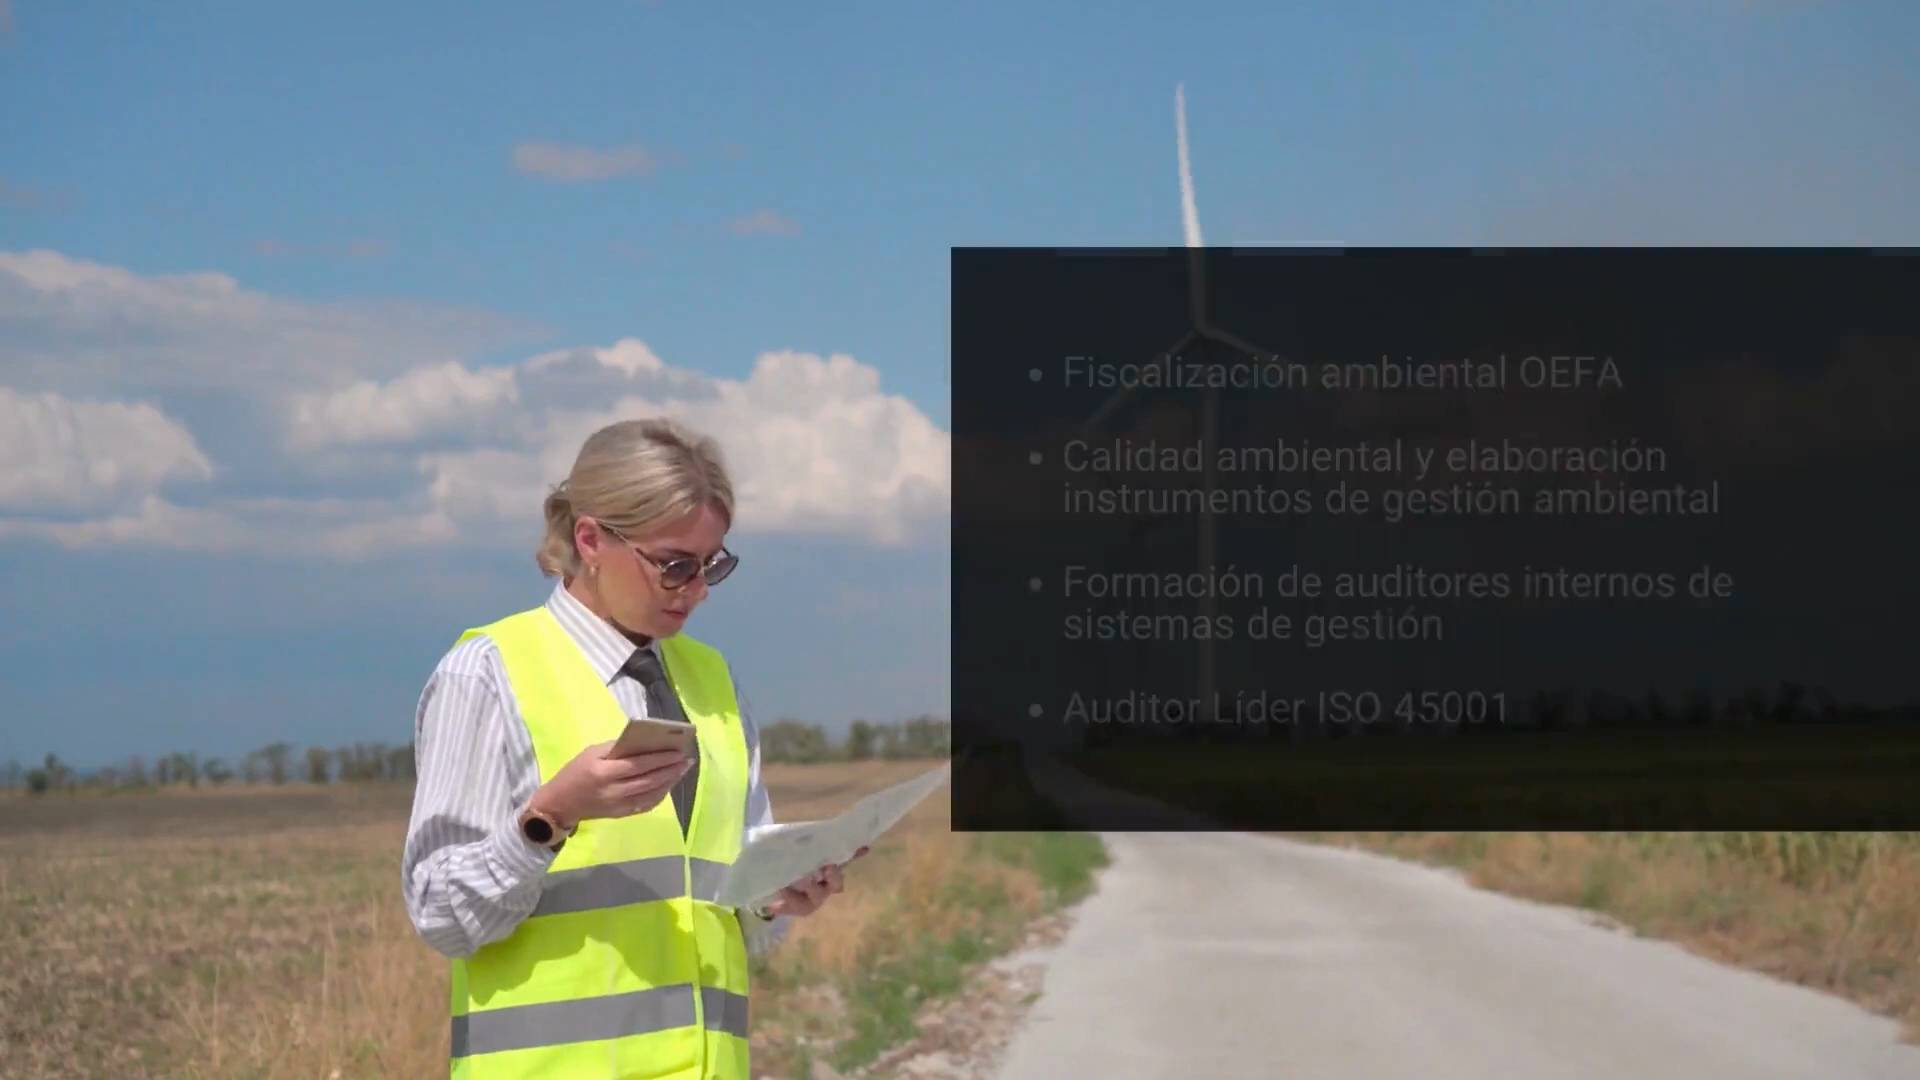 Fiscalización ambiental OEFA
Calidad ambiental y elaboración
instrumentos de gestión ambiental
Formación de auditores internos de
sistemas de gestión
Auditor Líder ISO 45001